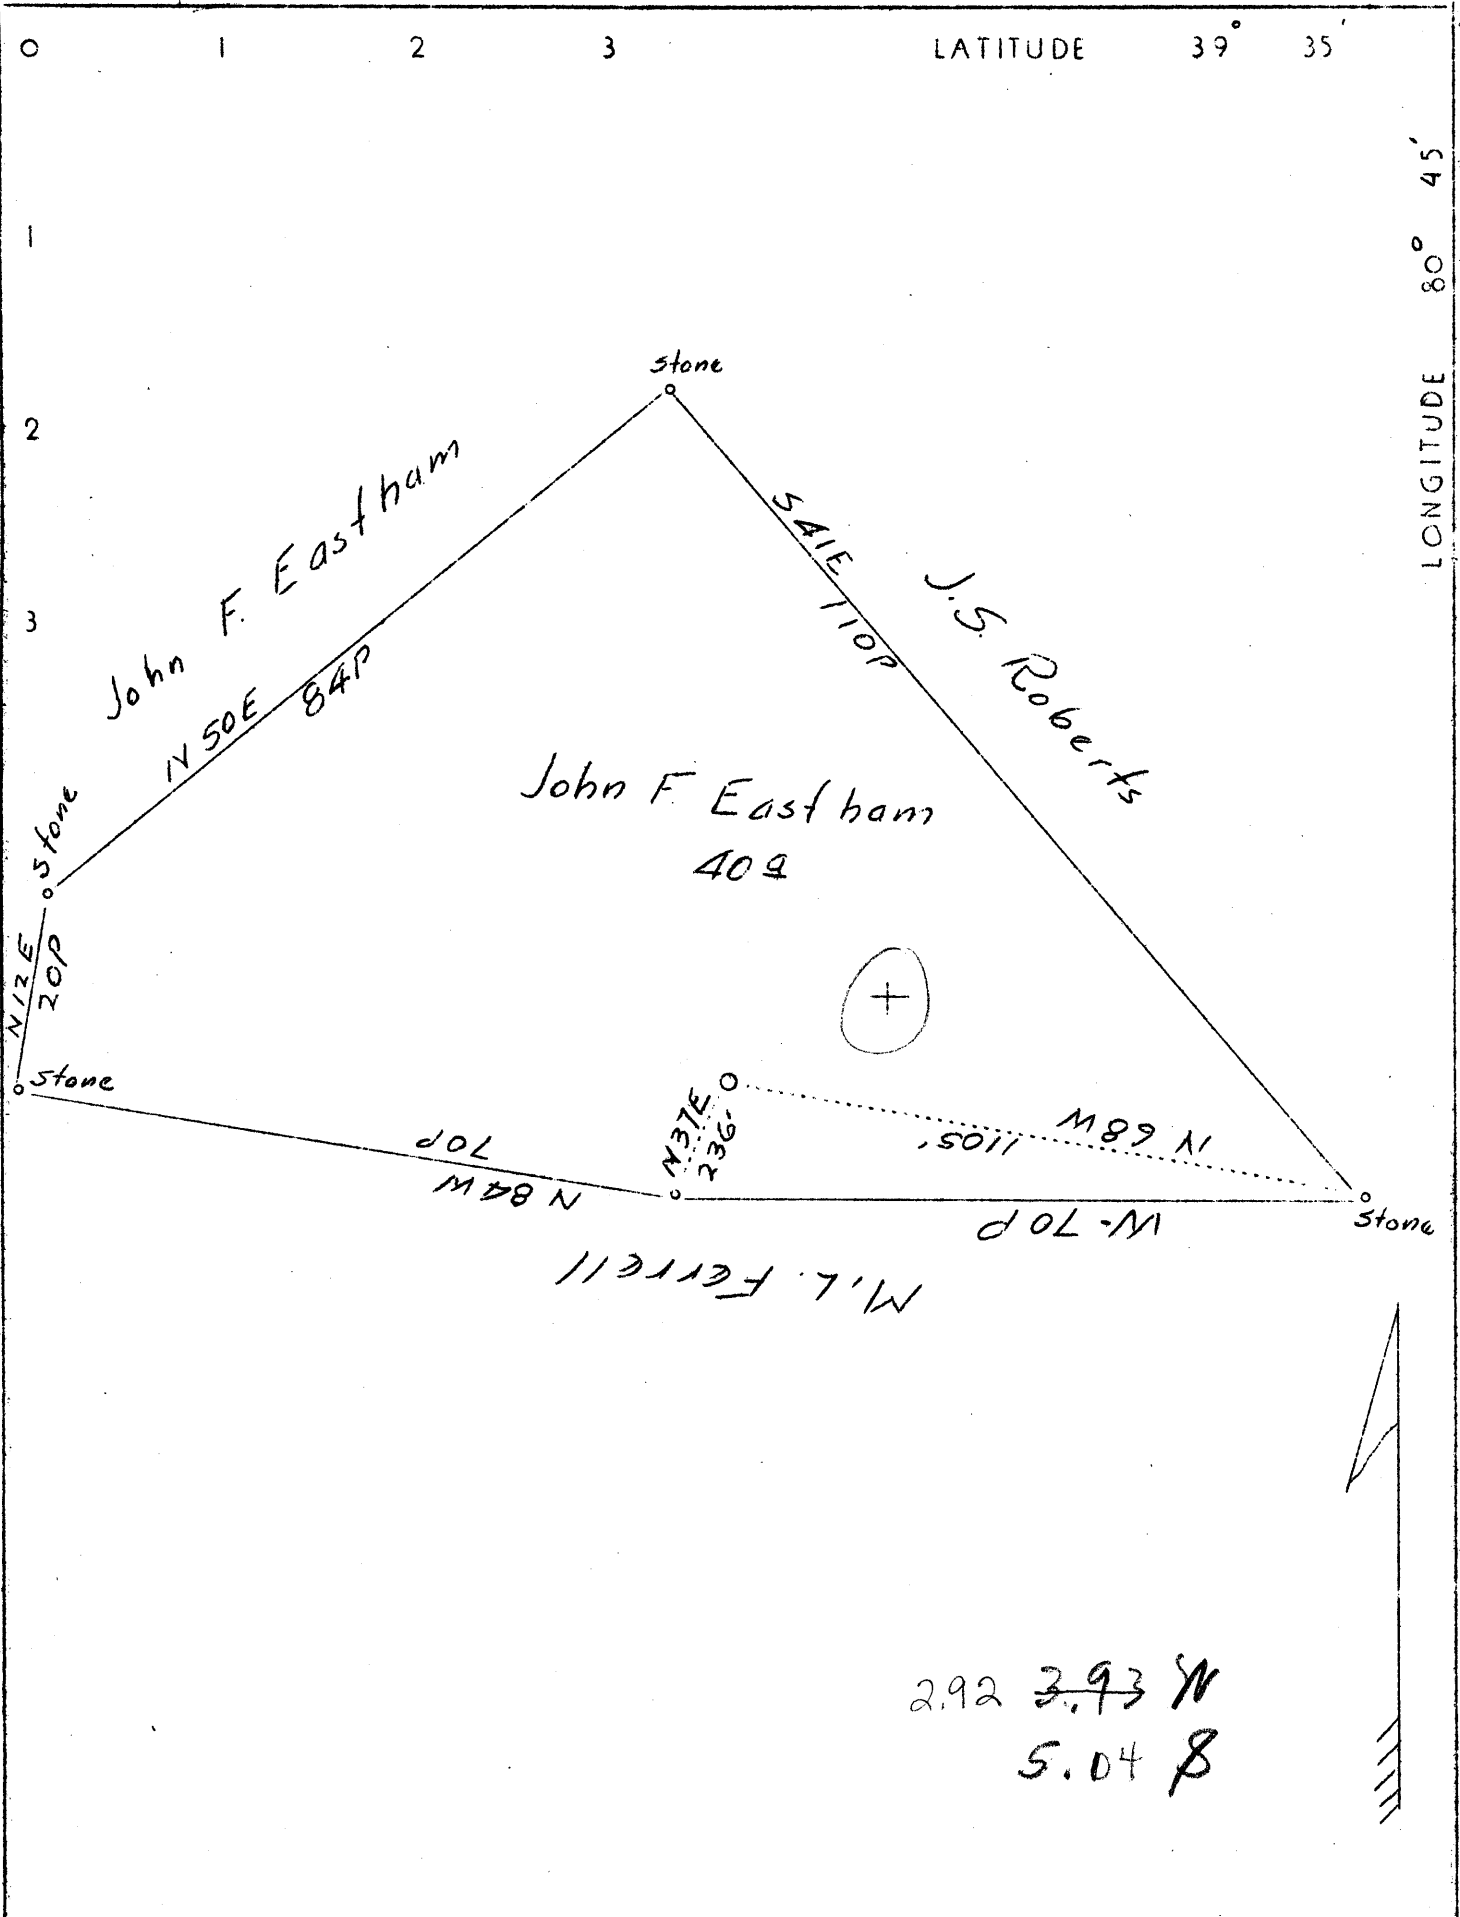 0 1 2 3 LATITUDE 39° 35'
LONGITUDE 80° 45'
1
2
3
Stone
John F. Eastham
N 50E 84P
S41E 110P
J.S. Roberts
John F Eastham
40 a
Stone
N12E
20P
Stone
N 84W
70P
N37E
236'
N 68W
1105'
W-70P
Stone
M.L. Ferrell
2.92 3.93 W
5.04 S